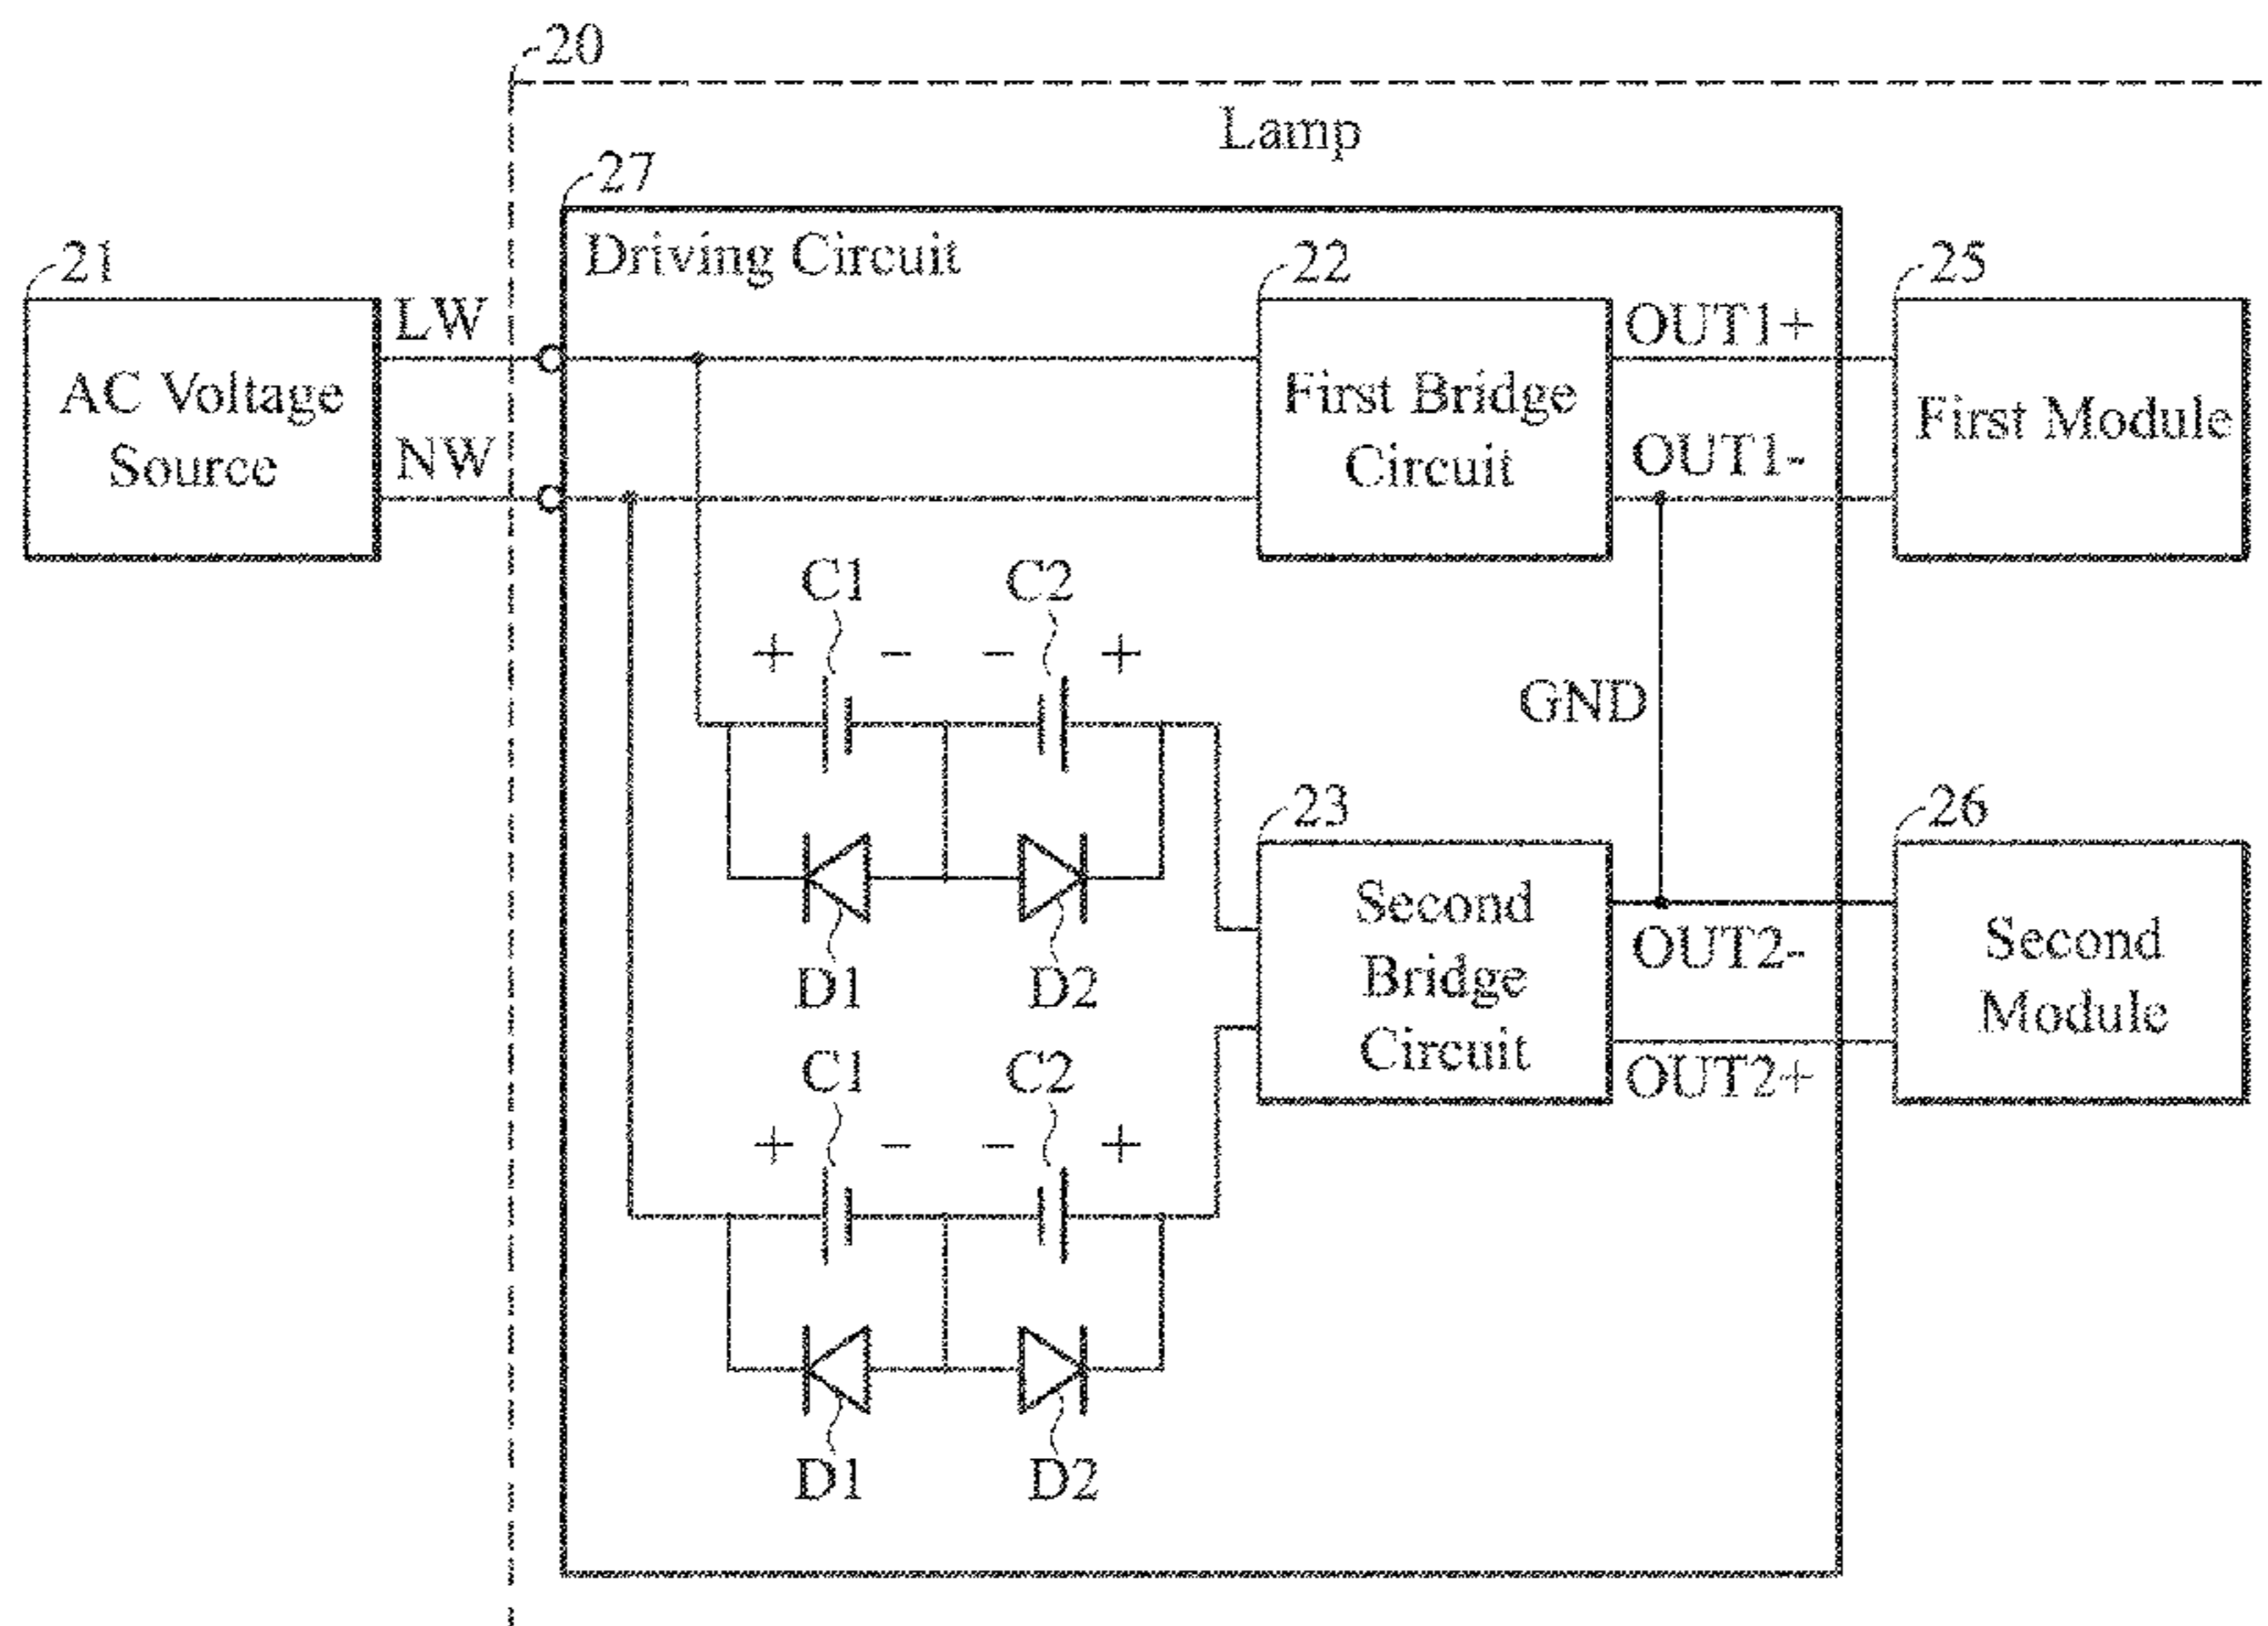 20
Lamp
27
Driving Circuit
21
AC Voltage
Source
LW
NW
22
First Bridge
Circuit
OUT1+
OUT1-
25
First Module
C1
C2
+
-
-
+
GND
D1
D2
23
Second
Bridge
Circuit
OUT2-
OUT2+
26
Second
Module
C1
C2
+
-
-
+
D1
D2